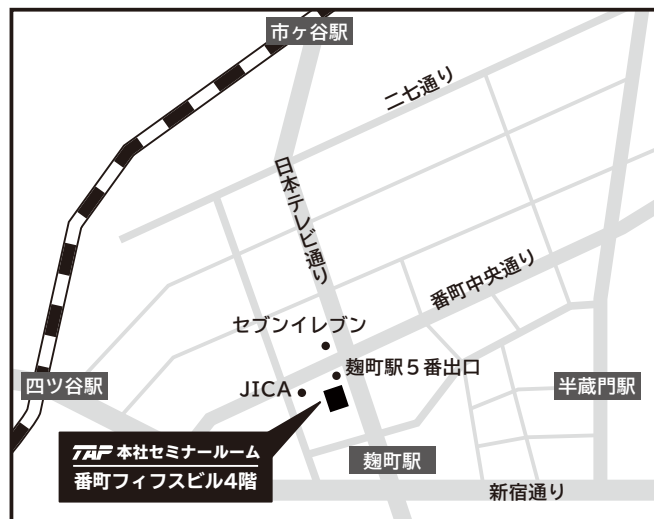 市ヶ谷駅
二七通り
日本テレビ通り
番町中央通り
セブンイレブン
麹町駅5番出口
四ツ谷駅
JICA
半蔵門駅
TAP 本社セミナールーム
番町フィフスビル4階
麹町駅
新宿通り